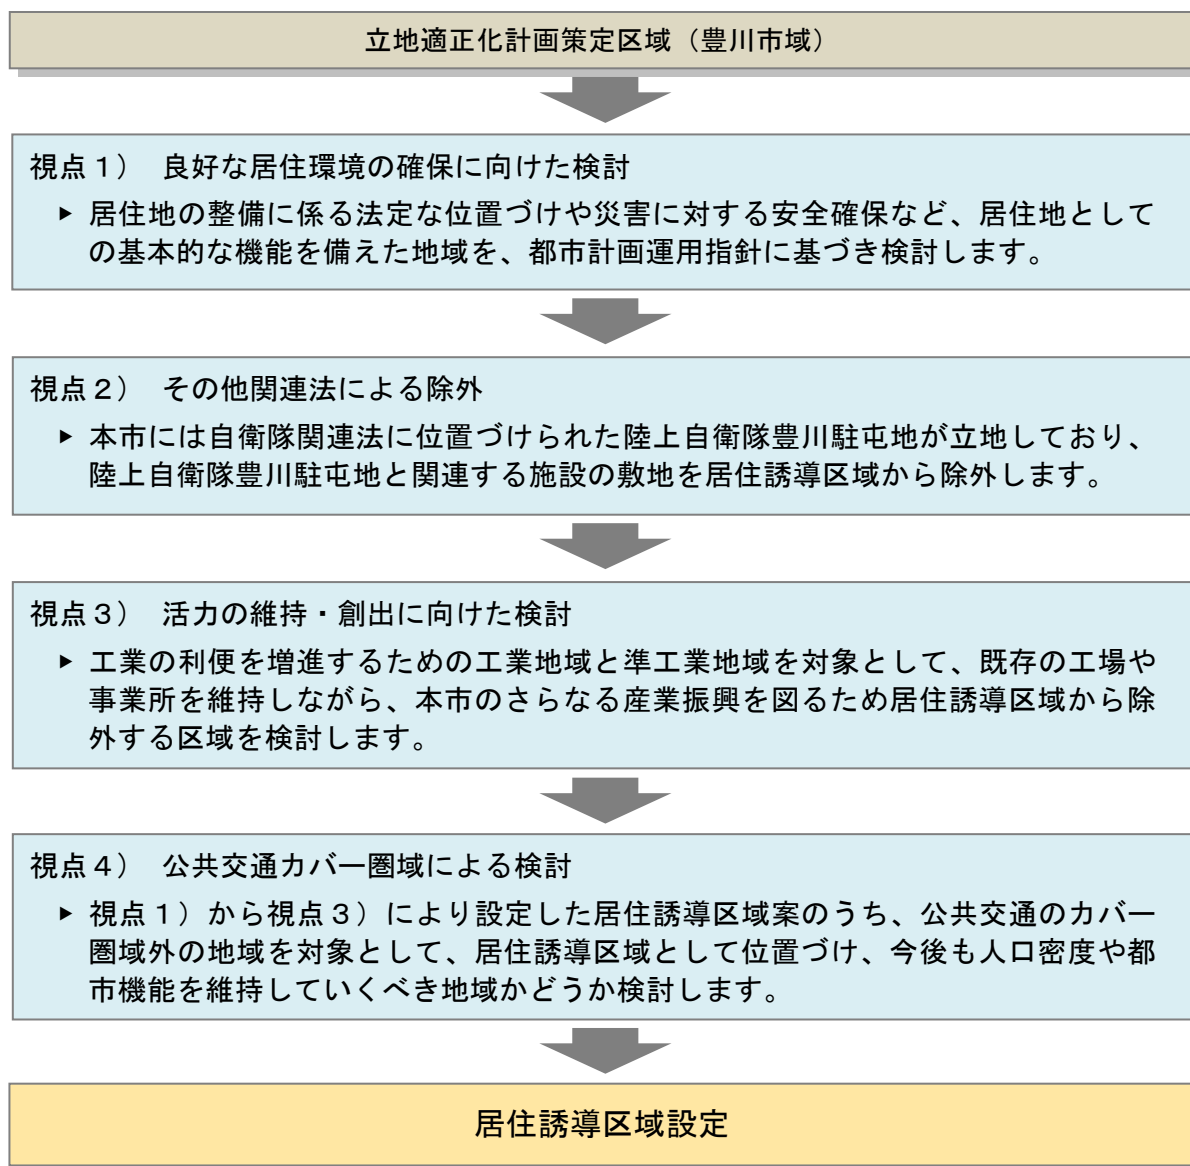 立地適正化計画策定区域（豊川市域）
視点１） 良好な居住環境の確保に向けた検討
▶ 居住地の整備に係る法定な位置づけや災害に対する安全確保など、居住地として
の基本的な機能を備えた地域を、都市計画運用指針に基づき検討します。
視点２） その他関連法による除外
▶ 本市には自衛隊関連法に位置づけられた陸上自衛隊豊川駐屯地が立地しており、
陸上自衛隊豊川駐屯地と関連する施設の敷地を居住誘導区域から除外します。
視点３） 活力の維持・創出に向けた検討
▶ 工業の利便を増進するための工業地域と準工業地域を対象として、既存の工場や
事業所を維持しながら、本市のさらなる産業振興を図るため居住誘導区域から除
外する区域を検討します。
視点４） 公共交通カバー圏域による検討
▶ 視点１）から視点３）により設定した居住誘導区域案のうち、公共交通のカバー
圏域外の地域を対象として、居住誘導区域として位置づけ、今後も人口密度や都
市機能を維持していくべき地域かどうか検討します。
居住誘導区域設定